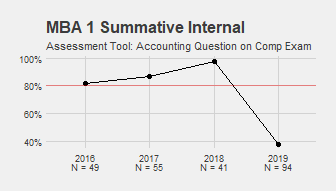 MBA 1 Summative Internal
Assessment Tool: Accounting Question on Comp Exam
100%
80%
60%
40%
2016 2017 2018 2019
N = 49 N = 55 N = 41 N = 94